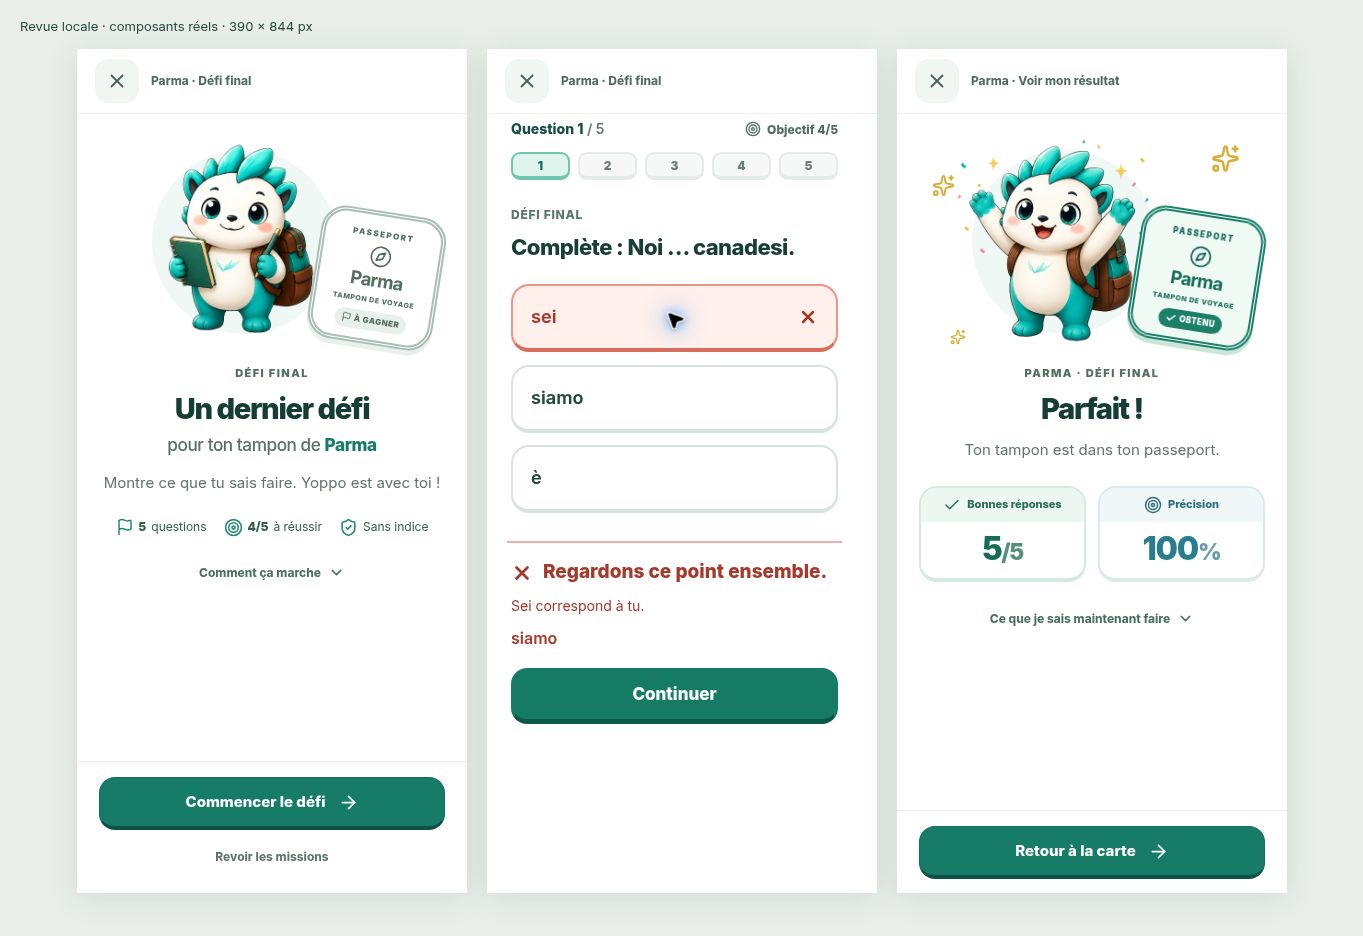 Revue locale · composants réels · 390 × 844 px
Parma · Défi final
PASSEPORT
Parma
TAMPON DE VOYAGE
À GAGNER
DÉFI FINAL
Un dernier défi
pour ton tampon de Parma
Montre ce que tu sais faire. Yoppo est avec toi !
5 questions
4/5 à réussir
Sans indice
Comment ça marche
Commencer le défi
Revoir les missions
Parma · Défi final
Question 1 / 5
Objectif 4/5
1 2 3 4 5
DÉFI FINAL
Complète : Noi … canadesi.
sei
siamo
è
Regardons ce point ensemble.
Sei correspond à tu.
siamo
Continuer
Parma · Voir mon résultat
PASSEPORT
Parma
TAMPON DE VOYAGE
OBTENU
PARMA · DÉFI FINAL
Parfait !
Ton tampon est dans ton passeport.
Bonnes réponses
5/5
Précision
100%
Ce que je sais maintenant faire
Retour à la carte